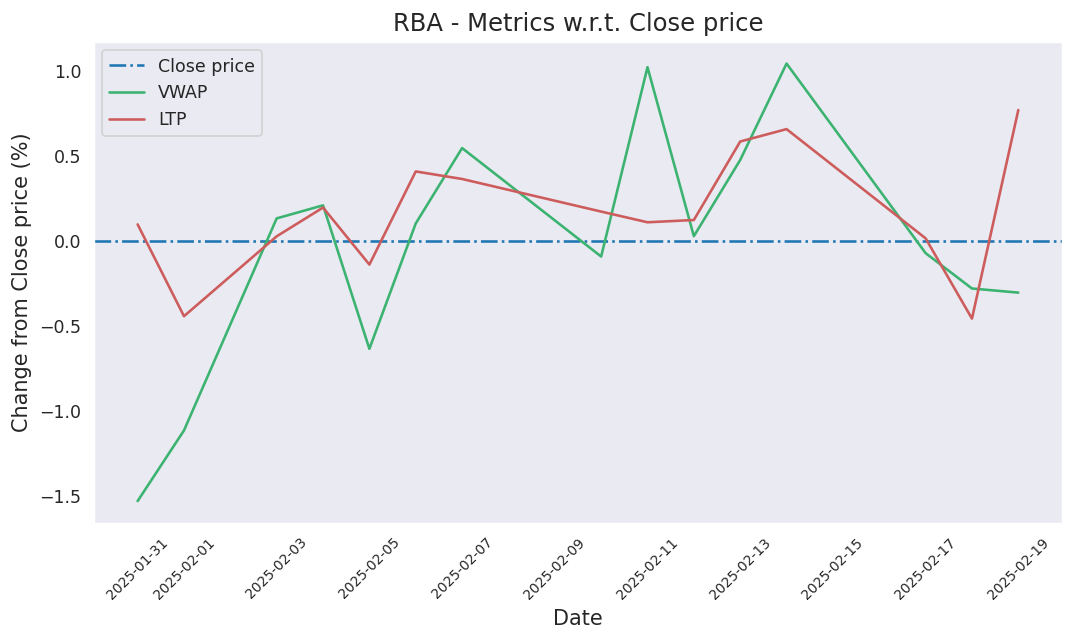 RBA - Metrics w.r.t. Close price
Close price
VWAP
LTP
Change from Close price (%)
1.0
0.5
0.0
−0.5
−1.0
−1.5
2025-01-31
2025-02-01
2025-02-03
2025-02-05
2025-02-07
2025-02-09
2025-02-11
2025-02-13
2025-02-15
2025-02-17
2025-02-19
Date